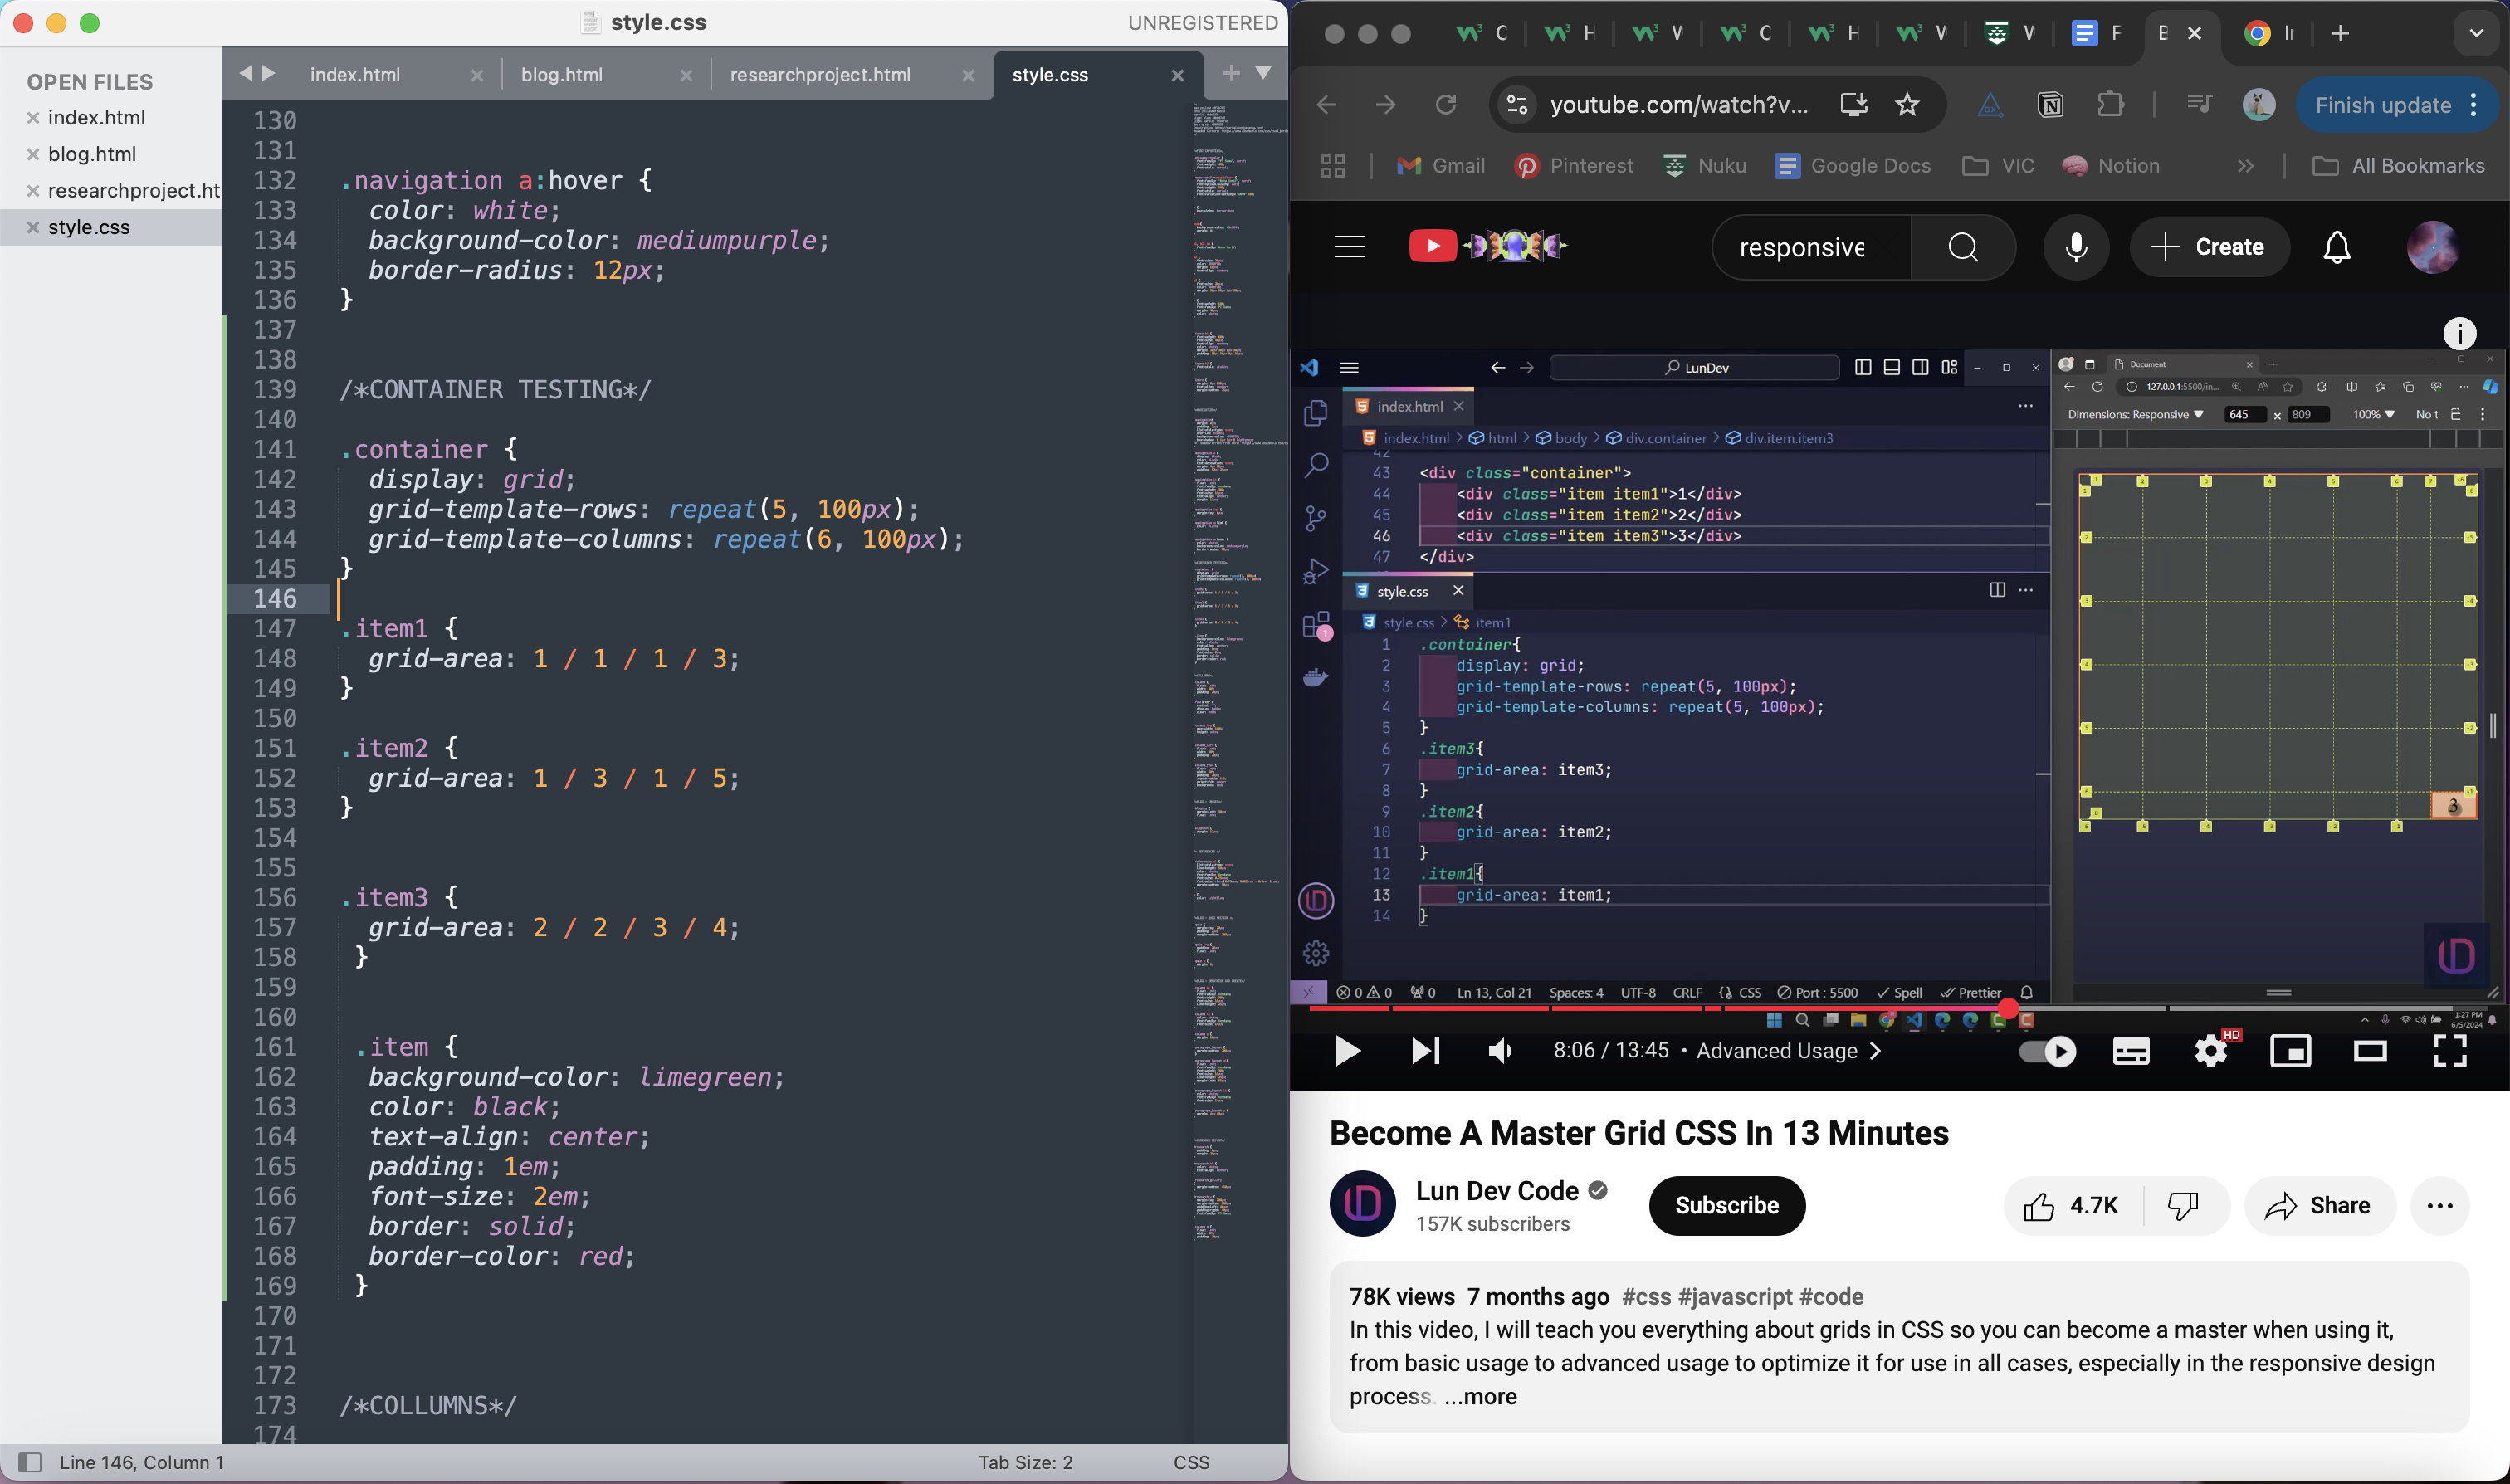 style.css
UNREGISTERED
OPEN FILES
index.html
blog.html
researchproject.ht
style.css
index.html
blog.html
researchproject.html
style.css
130
131
132 .navigation a:hover {
133 color: white;
134 background-color: mediumpurple;
135 border-radius: 12px;
136 }
137
138
139 /*CONTAINER TESTING*/
140
141 .container {
142 display: grid;
143 grid-template-rows: repeat(5, 100px);
144 grid-template-columns: repeat(6, 100px);
145 }
146
147 .item1 {
148 grid-area: 1 / 1 / 1 / 3;
149 }
150
151 .item2 {
152 grid-area: 1 / 3 / 1 / 5;
153 }
154
155
156 .item3 {
157 grid-area: 2 / 2 / 3 / 4;
158 }
159
160
161 .item {
162 background-color: limegreen;
163 color: black;
164 text-align: center;
165 padding: 1em;
166 font-size: 2em;
167 border: solid;
168 border-color: red;
169 }
170
171
172
173 /*COLLUMNS*/
174
Line 146, Column 1
Tab Size: 2
CSS
youtube.com/watch?v...
Finish update
Gmail
Pinterest
Nuku
Google Docs
VIC
Notion
All Bookmarks
responsive
Create
LunDev
index.html
index.html > html > body > div.container > div.item.item3
42
43 <div class="container">
44 <div class="item item1">1</div>
45 <div class="item item2">2</div>
46 <div class="item item3">3</div>
47 </div>
style.css
style.css > .item1
1 .container{
2 display: grid;
3 grid-template-rows: repeat(5, 100px);
4 grid-template-columns: repeat(5, 100px);
5 }
6 .item3{
7 grid-area: item3;
8 }
9 .item2{
10 grid-area: item2;
11 }
12 .item1{
13 grid-area: item1;
14 }
0 0 0 Ln 13, Col 21 Spaces: 4 UTF-8 CRLF {} CSS Port : 5500 Spell Prettier
Document
127.0.0.1:5500/in...
Dimensions: Responsive 645 × 809 100% No t
3
1:27 PM
6/5/2024
8:06 / 13:45 • Advanced Usage
HD
Become A Master Grid CSS In 13 Minutes
Lun Dev Code
157K subscribers
Subscribe
4.7K
Share
78K views 7 months ago #css #javascript #code
In this video, I will teach you everything about grids in CSS so you can become a master when using it,
from basic usage to advanced usage to optimize it for use in all cases, especially in the responsive design
process. ...more